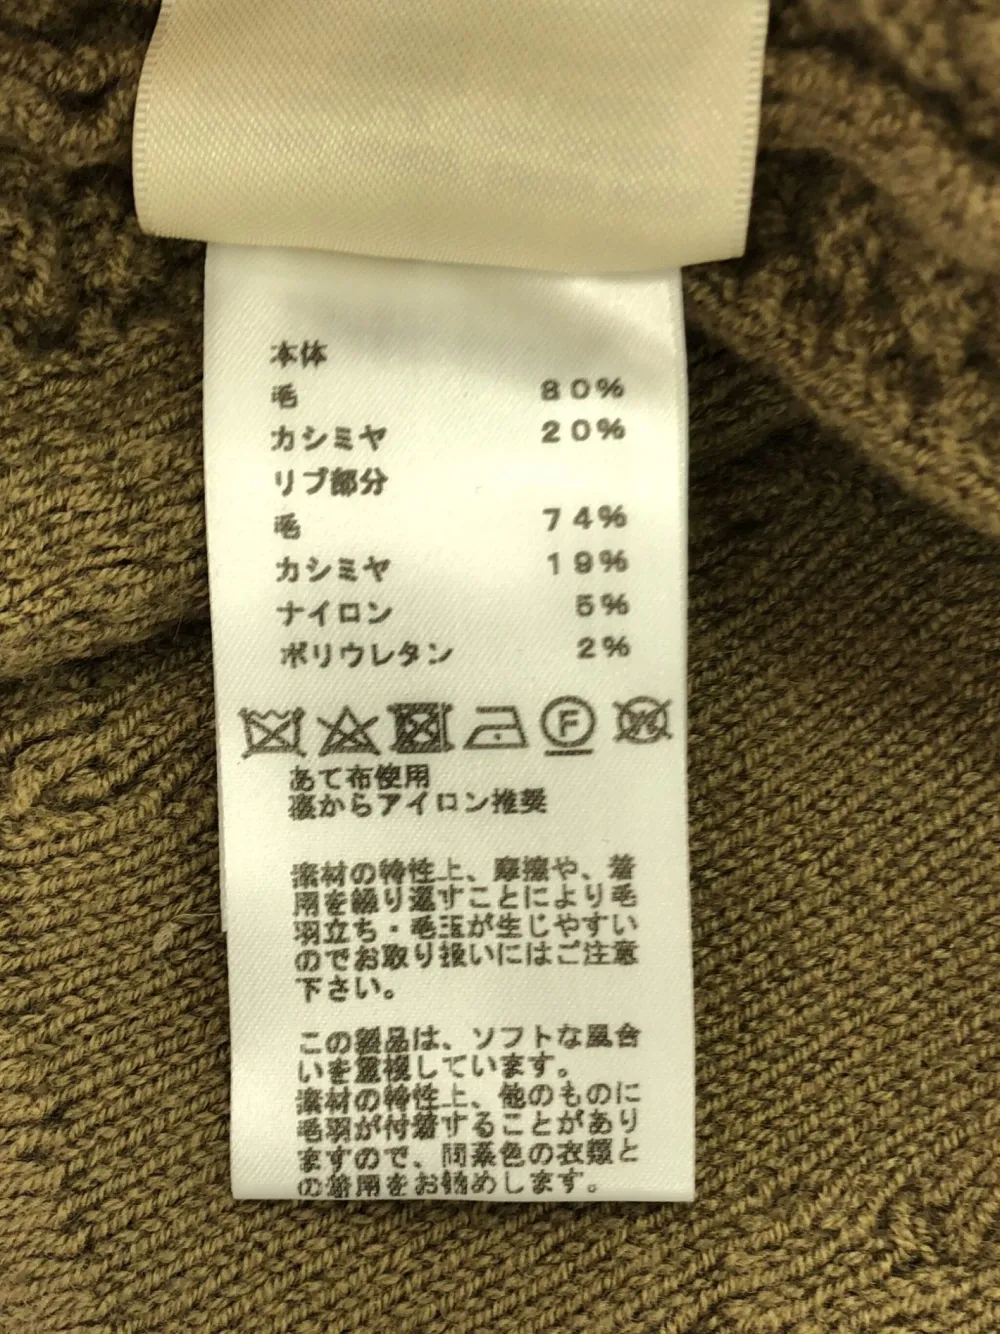 本体
毛 80%
カシミヤ 20%
リブ部分
毛 74%
カシミヤ 19%
ナイロン 5%
ポリウレタン 2%
F W
あて布使用
裏からアイロン推奨
素材の特性上、摩擦や、着
用を繰り返すことにより毛
羽立ち・毛玉が生じやすい
のでお取り扱いにはご注意
下さい。
この製品は、ソフトな風合
いを重視しています。
素材の特性上、他のものに
毛羽が付着することがあり
ますので、同系色の衣類と
の着用をお勧めします。